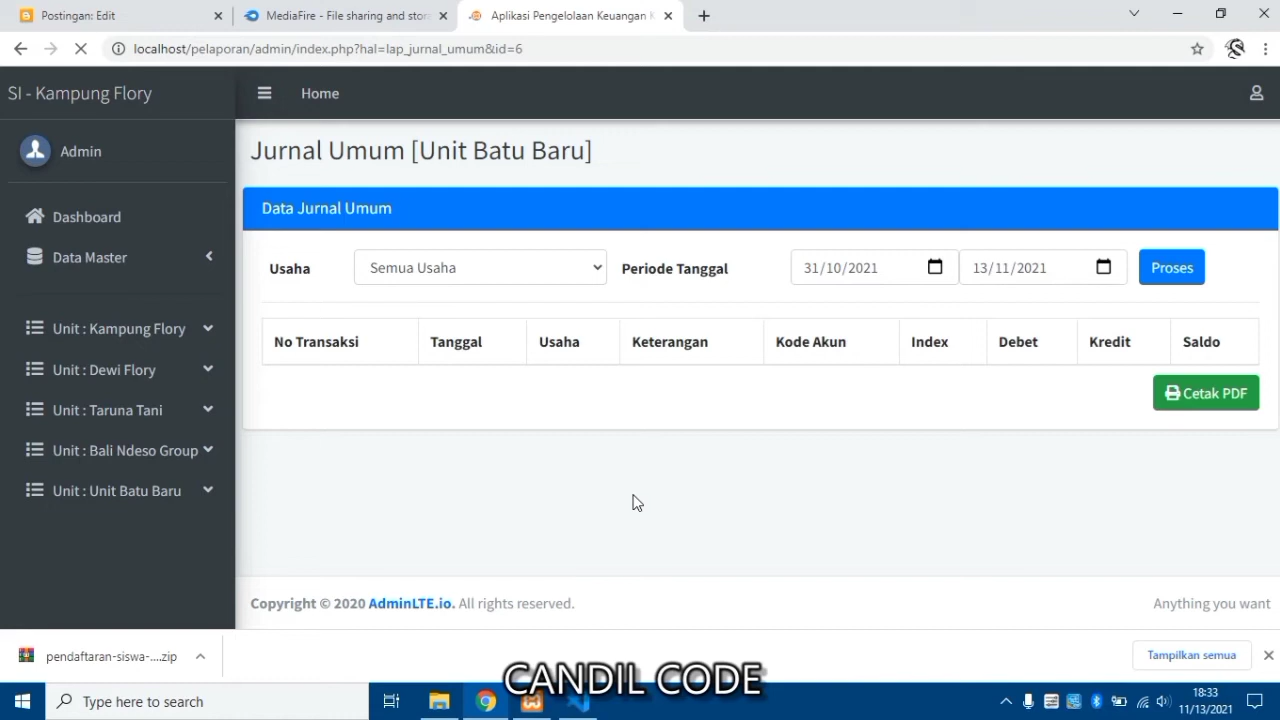 Postingan: Edit
MediaFire - File sharing and stora
Aplikasi Pengelolaan Keuangan K
localhost/pelaporan/admin/index.php?hal=lap_jurnal_umum&id=6
SI - Kampung Flory
Home
Admin
Jurnal Umum [Unit Batu Baru]
Dashboard
Data Master
Unit : Kampung Flory
Unit : Dewi Flory
Unit : Taruna Tani
Unit : Bali Ndeso Group
Unit : Unit Batu Baru
Data Jurnal Umum
Usaha
Semua Usaha
Periode Tanggal
31/10/2021
13/11/2021
Proses
No Transaksi
Tanggal
Usaha
Keterangan
Kode Akun
Index
Debet
Kredit
Saldo
Cetak PDF
Copyright © 2020 AdminLTE.io. All rights reserved.
Anything you want
pendaftaran-siswa-....zip
Tampilkan semua
CANDIL CODE
Type here to search
18:33
11/13/2021